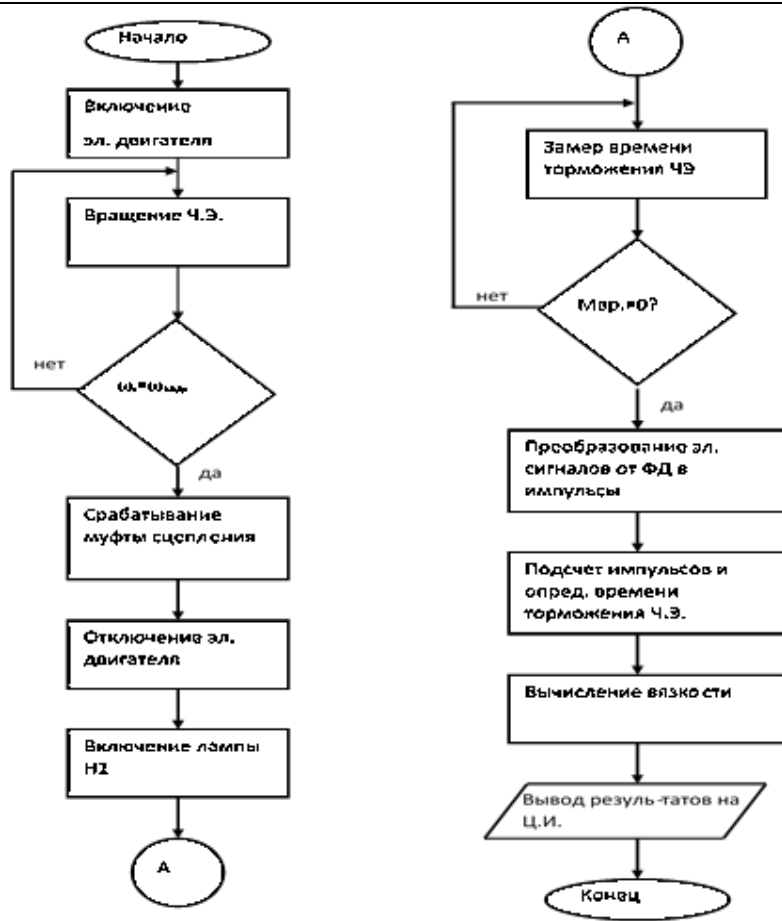 Начало
Включение
эл. двигателя
Вращение Ч.Э.
нет
да
Срабатывание
муфты сцепления
Отключение эл.
двигателя
Включение лампы
А
А
Замер времени
торможения ЧЭ
нет
Мвр.=0?
да
Преобразование эл.
сигналов от ФД в
импульсы
Подсчет импульсов и
опред. времени
торможения Ч.Э.
Вычисление вязкости
Вывод резуль-татов на
Ц.И.
Конец